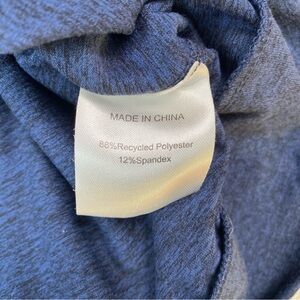 MADE IN CHINA
88%Recycled Polyester
12%Spandex